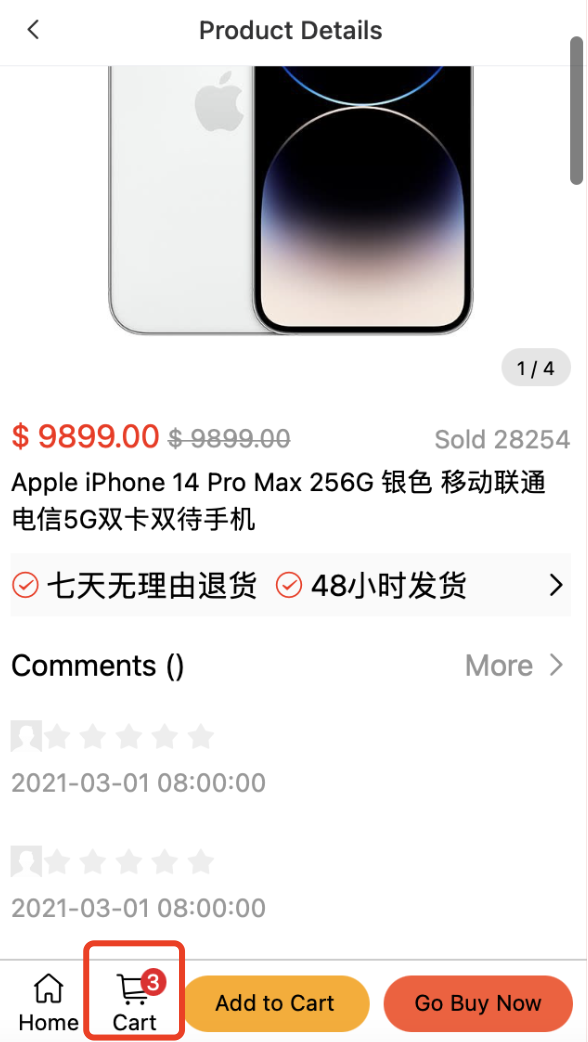 Product Details
1 / 4
$ 9899.00 $ 9899.00 Sold 28254
Apple iPhone 14 Pro Max 256G 银色 移动联通
电信5G双卡双待手机
七天无理由退货 48小时发货
Comments () More
2021-03-01 08:00:00
2021-03-01 08:00:00
3
Home Cart Add to Cart Go Buy Now